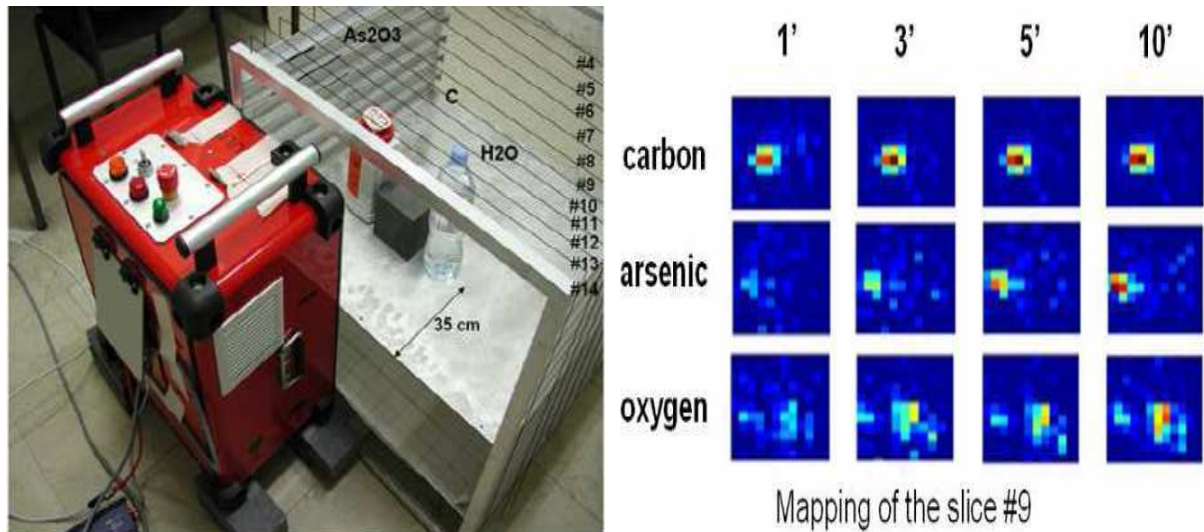 As2O3
C
H2O
#4
#5
#6
#7
#8
#9
#10
#11
#12
#13
#14
35 cm
1’ 3’ 5’ 10’
carbon
arsenic
oxygen
Mapping of the slice #9